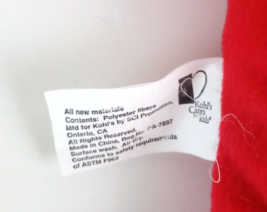 All new materials
Contents: Polyester fibers
Mfd for Kohl's by SCI Promotion,
Ontario, CA
All Rights Reserved.
Made in China, Reg. No. PA-7897
Surface wash. Air dry.
Conforms to safety requirements
of ASTM F963
Kohl's
Cares
for Kids